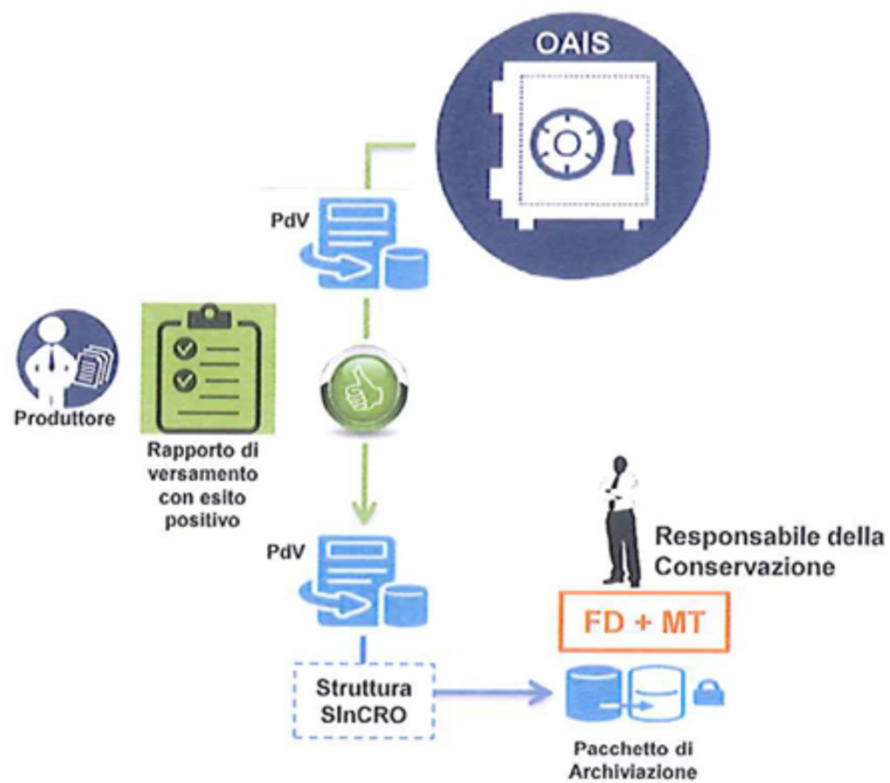 OAIS
PdV
Produttore
Rapporto di
versamento
con esito
positivo
PdV
Responsabile della
Conservazione
FD + MT
Struttura
SInCRO
Pacchetto di
Archiviazione